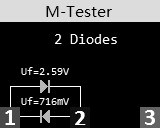 M-Tester
2 Diodes
Uf=2.59V
Uf=716mV
1 2 3